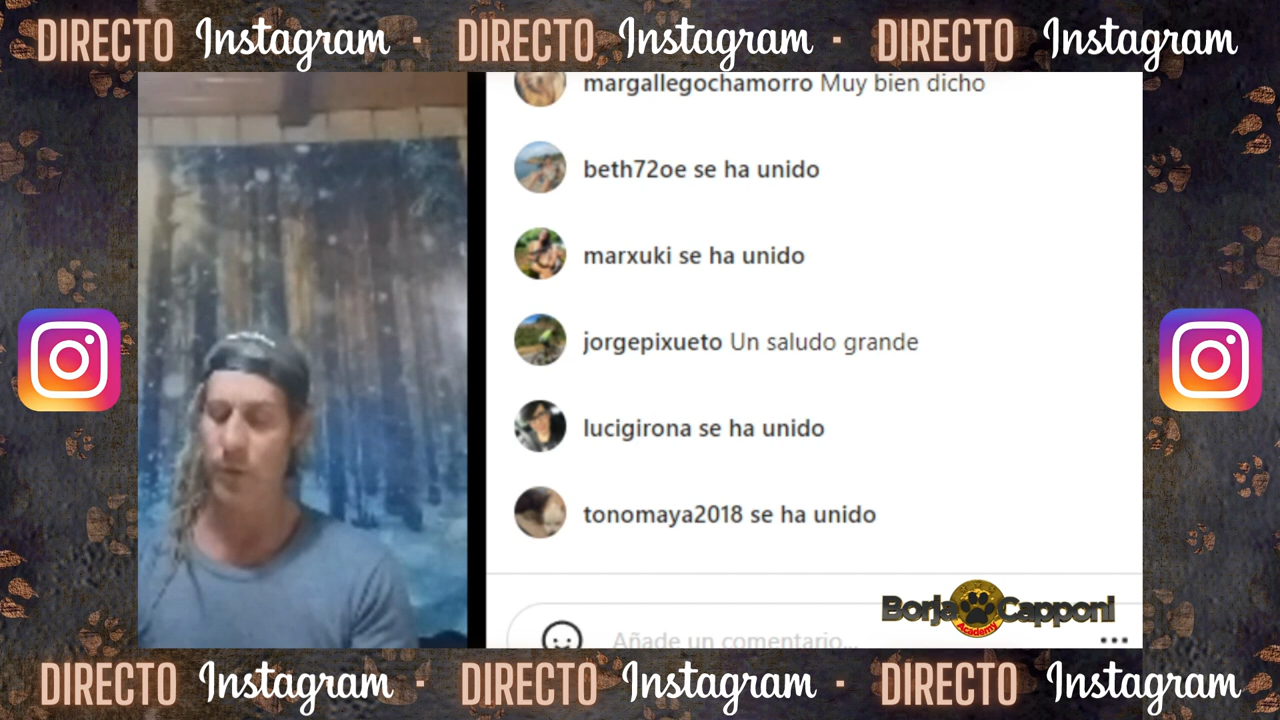 DIRECTO Instagram · DIRECTO Instagram · DIRECTO Instagram
margallegochamorro Muy bien dicho
beth72oe se ha unido
marxuki se ha unido
jorgepixueto Un saludo grande
lucigirona se ha unido
tonomaya2018 se ha unido
Borja Capponi
Academy
Añade un comentario...
DIRECTO Instagram · DIRECTO Instagram · DIRECTO Instagram